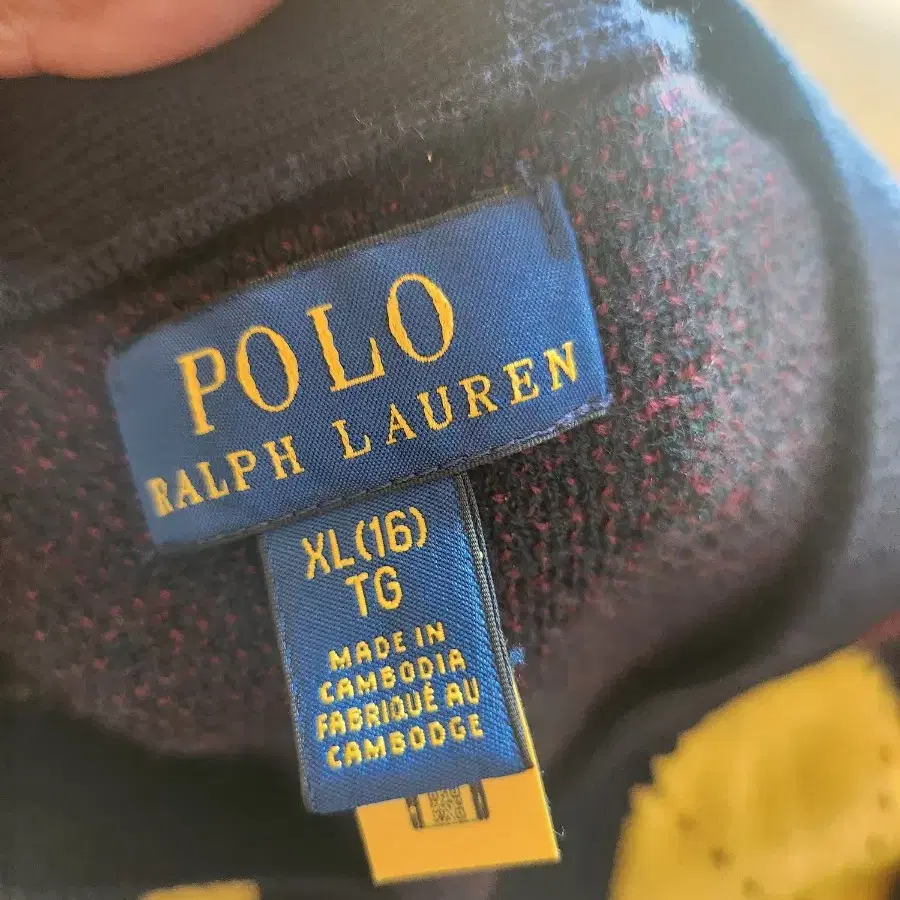 POLO
RALPH LAUREN
XL(16)
TG
MADE IN
CAMBODIA
FABRIQUÉ AU
CAMBODGE